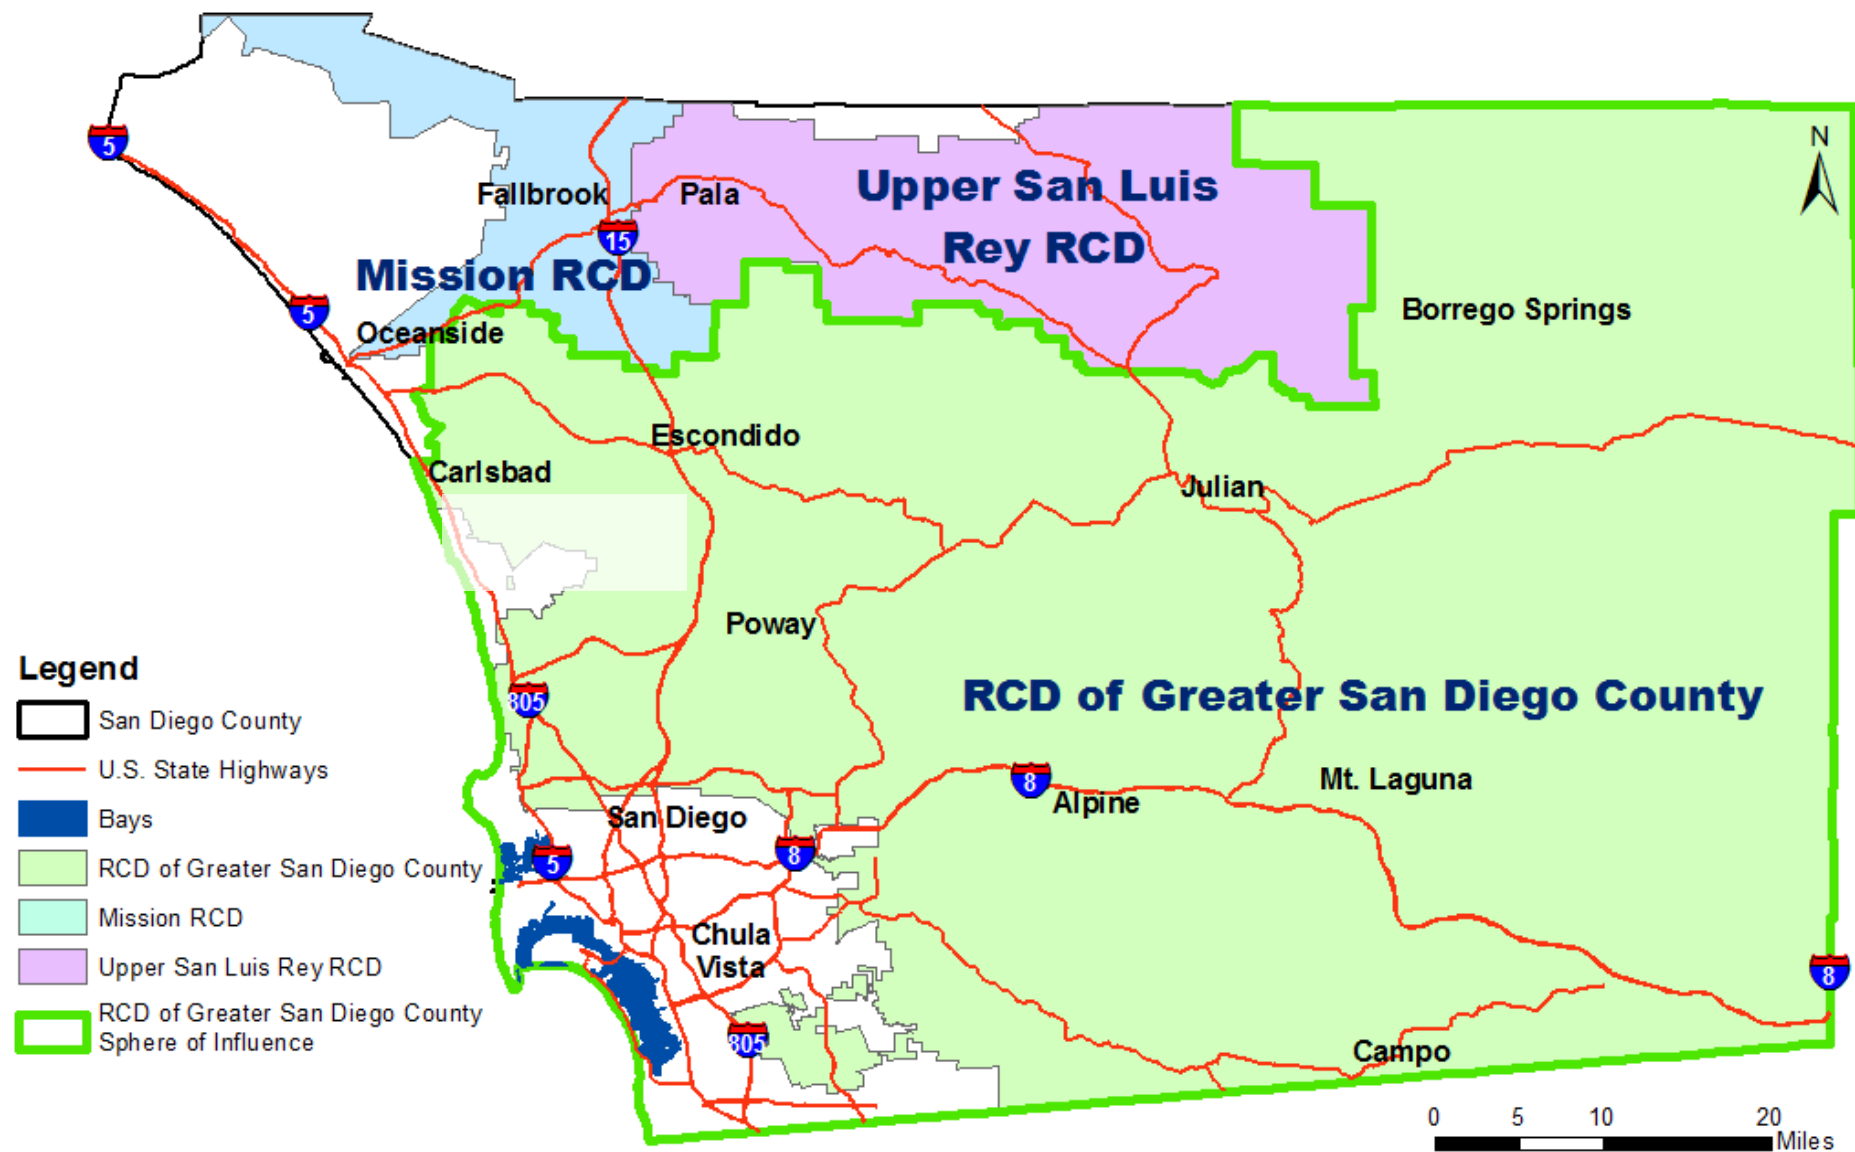 N
5
Fallbrook
Pala
Upper San Luis
Rey RCD
15
Mission RCD
5
Borrego Springs
Oceanside
Escondido
Carlsbad
Julian
Poway
Legend
San Diego County
U.S. State Highways
Bays
RCD of Greater San Diego County
Mission RCD
Upper San Luis Rey RCD
RCD of Greater San Diego County
Sphere of Influence
805
RCD of Greater San Diego County
8
Alpine
Mt. Laguna
San Diego
5
8
Chula
Vista
8
805
Campo
0 5 10 20
Miles